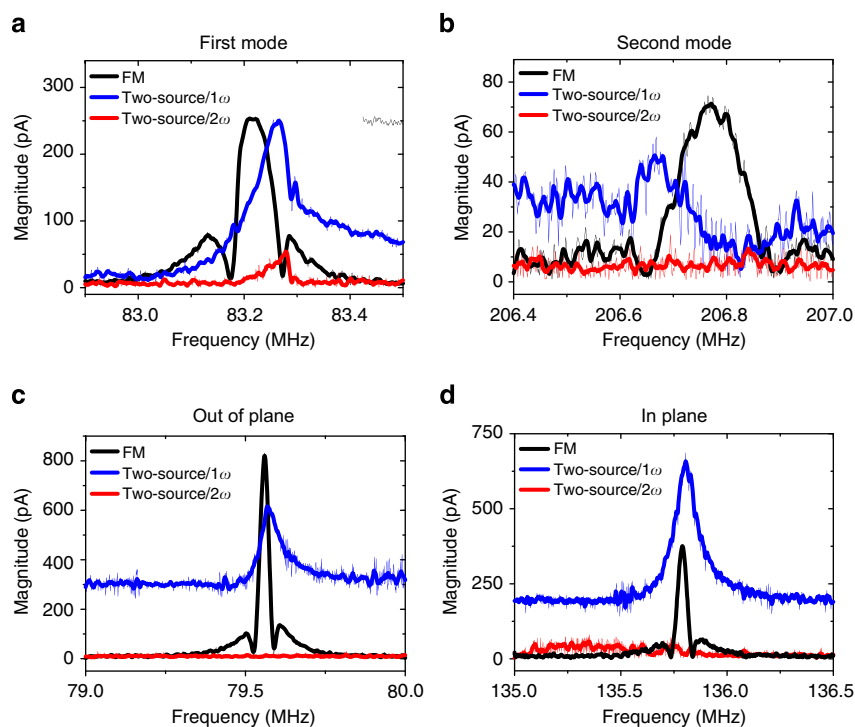 a
First mode
FM
Two-source/1ω
Two-source/2ω
Magnitude (pA)
300
200
100
0
83.0
83.2
83.4
Frequency (MHz)
b
Second mode
FM
Two-source/1ω
Two-source/2ω
Magnitude (pA)
80
60
40
20
0
206.4
206.6
206.8
207.0
Frequency (MHz)
c
Out of plane
FM
Two-source/1ω
Two-source/2ω
Magnitude (pA)
800
600
400
200
0
79.0
79.5
80.0
Frequency (MHz)
d
In plane
FM
Two-source/1ω
Two-source/2ω
Magnitude (pA)
750
500
250
0
135.0
135.5
136.0
136.5
Frequency (MHz)